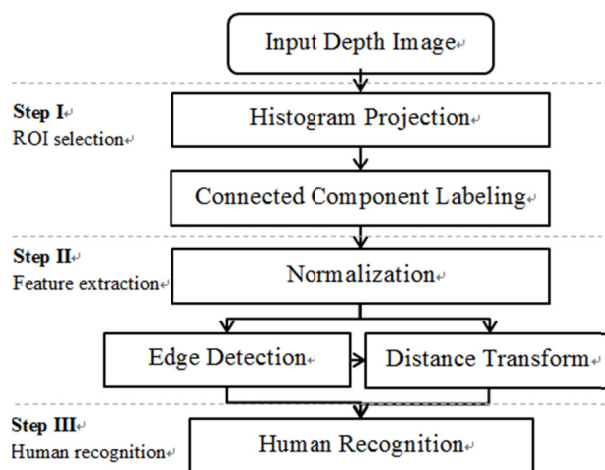 Input Depth Image
Step I
ROI selection
Histogram Projection
Connected Component Labeling
Step II
Feature extraction
Normalization
Edge Detection
Distance Transform
Step III
Human recognition
Human Recognition